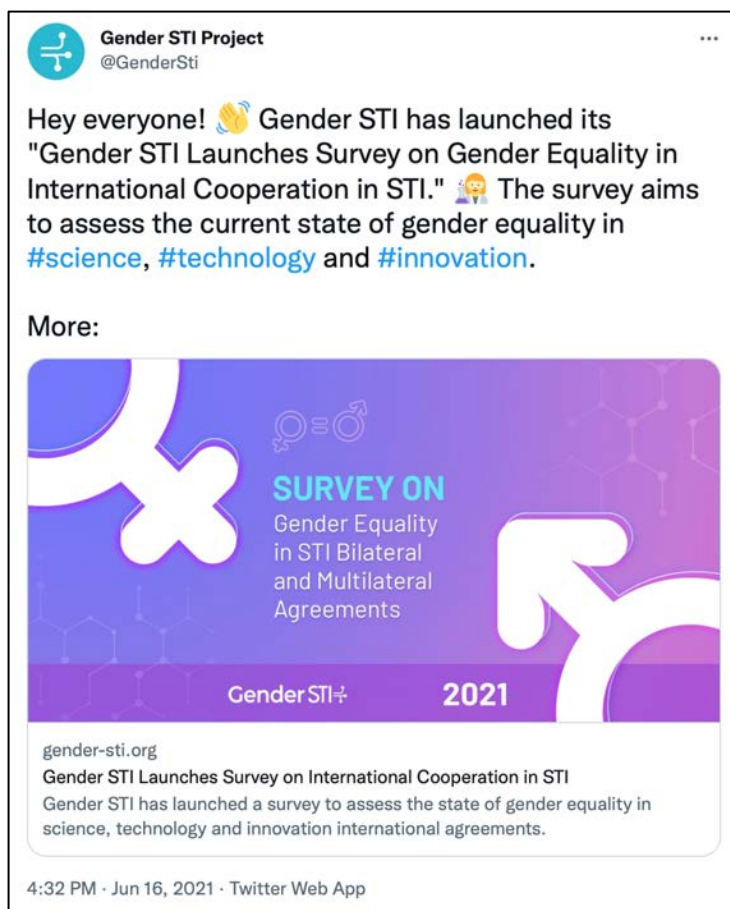 Gender STI Project
@GenderSti
Hey everyone! 👋 Gender STI has launched its
"Gender STI Launches Survey on Gender Equality in
International Cooperation in STI." 👩‍🔬 The survey aims
to assess the current state of gender equality in
#science, #technology and #innovation.
More:
SURVEY ON
Gender Equality
in STI Bilateral
and Multilateral
Agreements
Gender STI
2021
gender-sti.org
Gender STI Launches Survey on International Cooperation in STI
Gender STI has launched a survey to assess the state of gender equality in
science, technology and innovation international agreements.
4:32 PM · Jun 16, 2021 · Twitter Web App